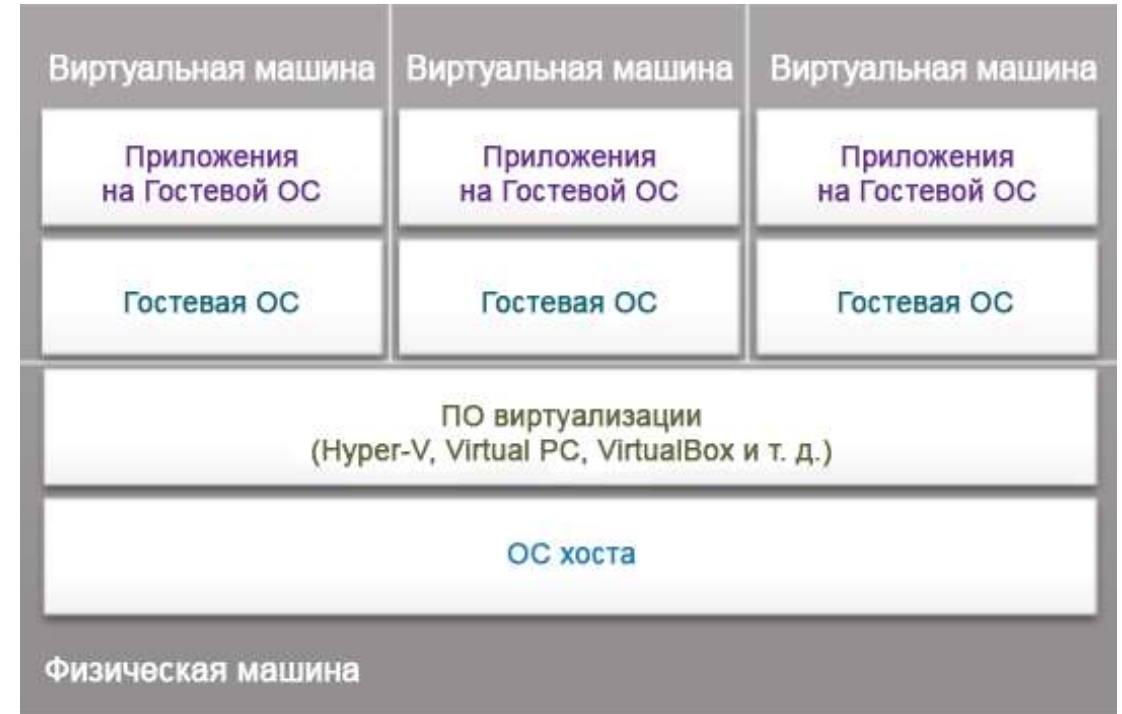 Виртуальная машина
Виртуальная машина
Виртуальная машина
Приложения
на Гостевой ОС
Приложения
на Гостевой ОС
Приложения
на Гостевой ОС
Гостевая ОС
Гостевая ОС
Гостевая ОС
ПО виртуализации
(Hyper-V, Virtual PC, VirtualBox и т. д.)
ОС хоста
Физическая машина